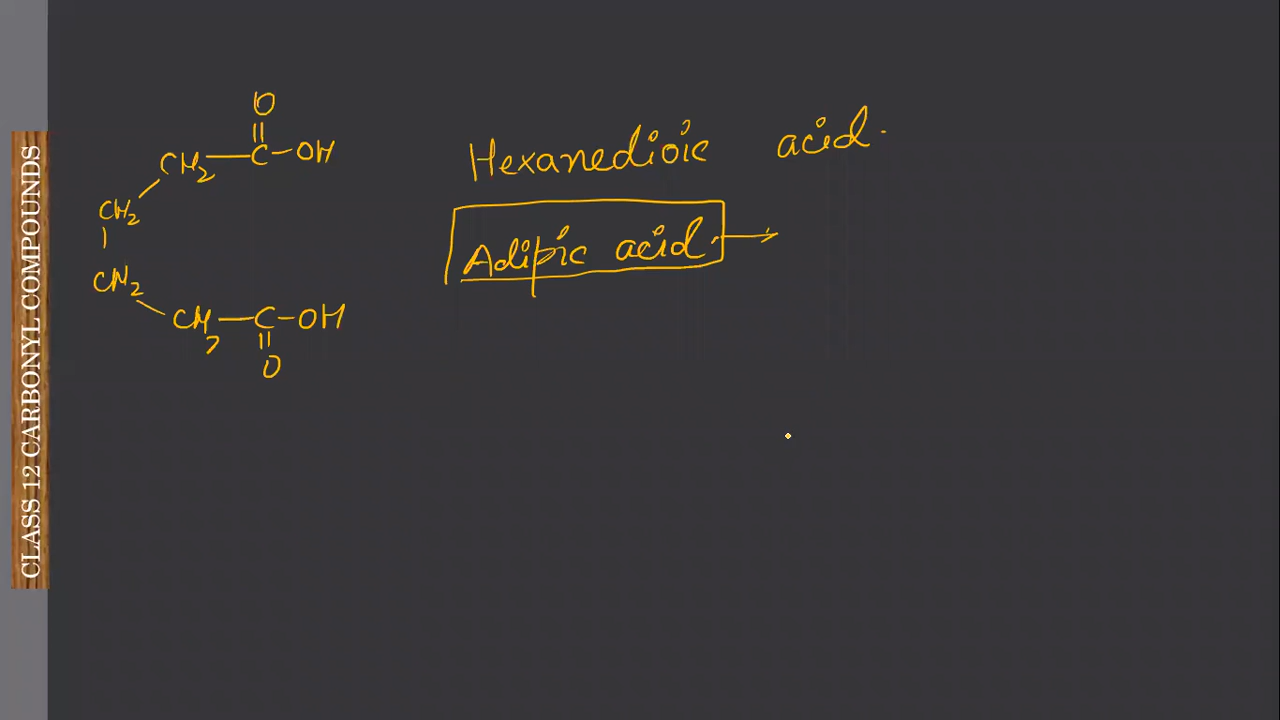 CLASS 12 CARBONYL COMPOUNDS
O
||
CH2—C–OH
CH2
|
CH2
CH2—C–OH
||
O
Hexanedioic acid.
Adipic acid. →